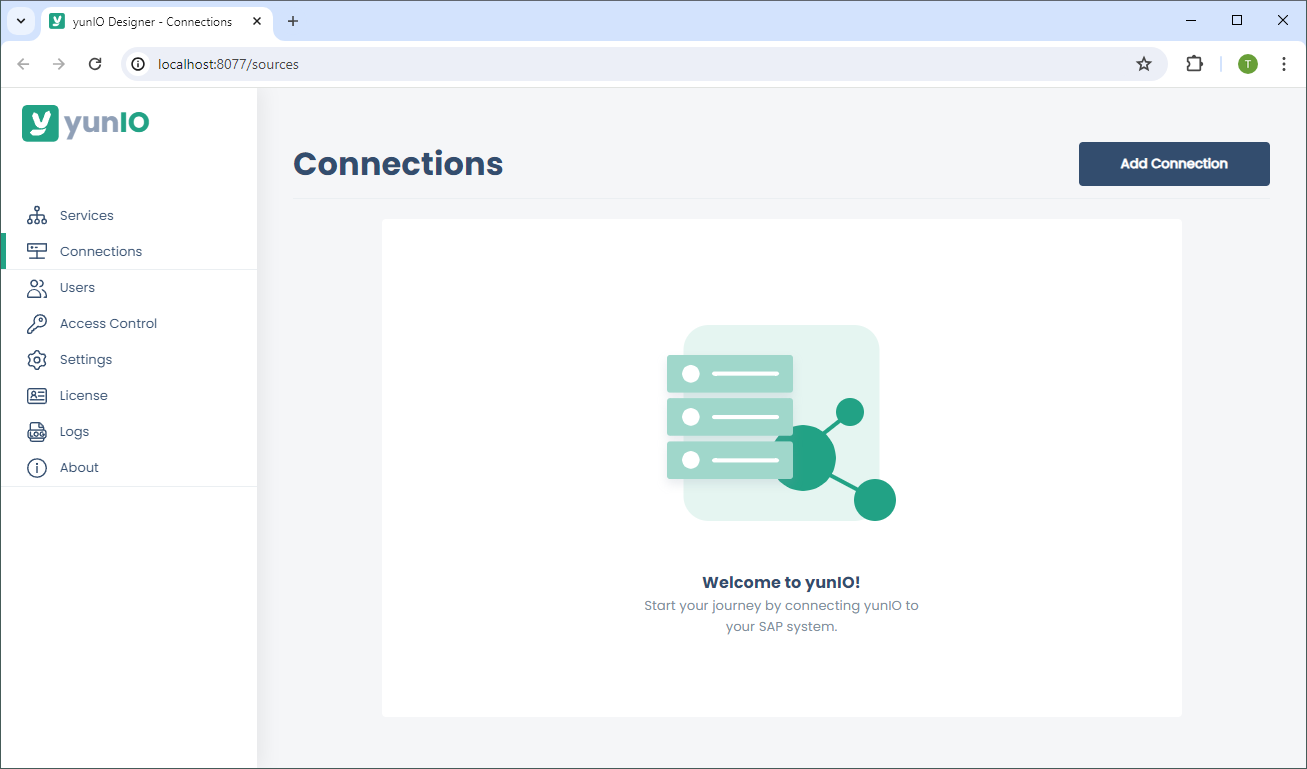 yunIO Designer - Connections
localhost:8077/sources
T
yunIO
Connections
Add Connection
Services
Connections
Users
Access Control
Settings
License
Logs
About
Welcome to yunIO!
Start your journey by connecting yunIO to
your SAP system.